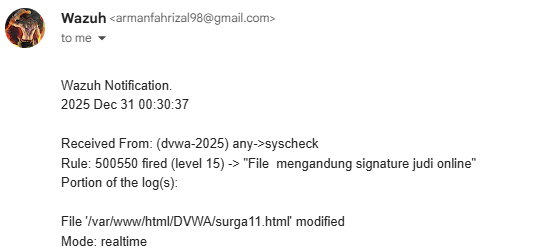 Wazuh <armanfahrizal98@gmail.com>
to me
Wazuh Notification.
2025 Dec 31 00:30:37
Received From: (dvwa-2025) any->syscheck
Rule: 500550 fired (level 15) -> "File  mengandung signature judi online"
Portion of the log(s):
File '/var/www/html/DVWA/surga11.html' modified
Mode: realtime